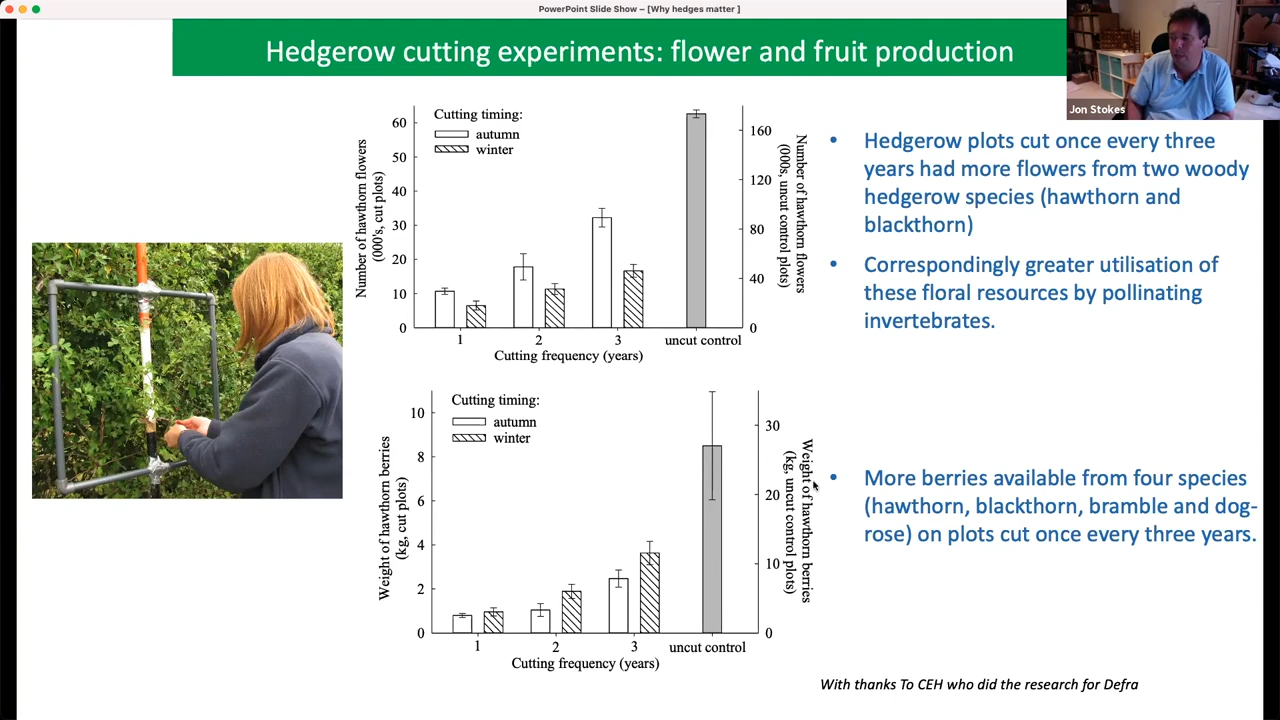 PowerPoint Slide Show – [Why hedges matter ]
Hedgerow cutting experiments: flower and fruit production
Jon Stokes
Number of hawthorn flowers
(000's, cut plots)
60
50
40
30
20
10
0
Cutting timing:
autumn
winter
160
120
80
40
0
Number of hawthorn flowers
(000s, uncut control plots)
1
2
3
uncut control
Cutting frequency (years)
Weight of hawthorn berries
(kg, cut plots)
10
8
6
4
2
0
Cutting timing:
autumn
winter
30
20
10
0
Weight of hawthorn berries
(kg, uncut control plots)
1
2
3
uncut control
Cutting frequency (years)
• Hedgerow plots cut once every three
years had more flowers from two woody
hedgerow species (hawthorn and
blackthorn)
• Correspondingly greater utilisation of
these floral resources by pollinating
invertebrates.
• More berries available from four species
(hawthorn, blackthorn, bramble and dog-
rose) on plots cut once every three years.
With thanks To CEH who did the research for Defra